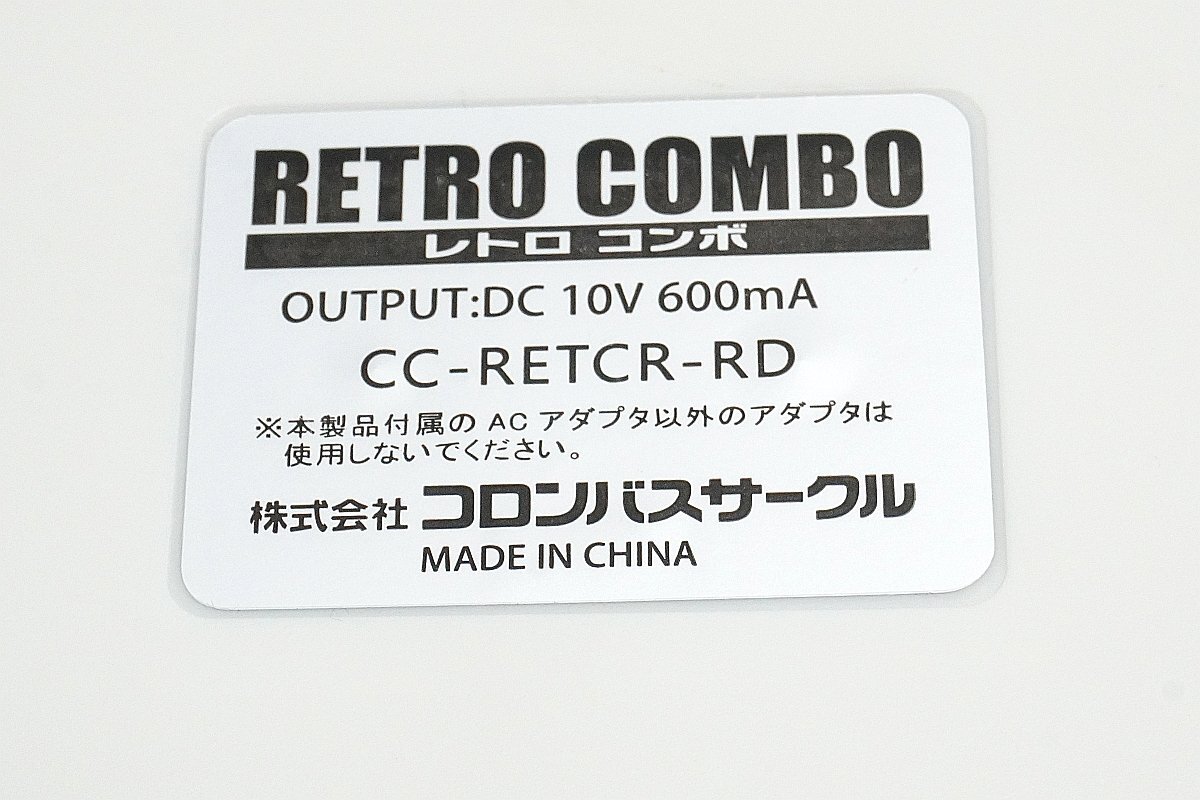 RETRO COMBO
レトロ コンボ
OUTPUT:DC 10V 600mA
CC-RETCR-RD
※本製品付属の AC アダプタ以外のアダプタは
使用しないでください。
株式会社 コロンバスサークル
MADE IN CHINA